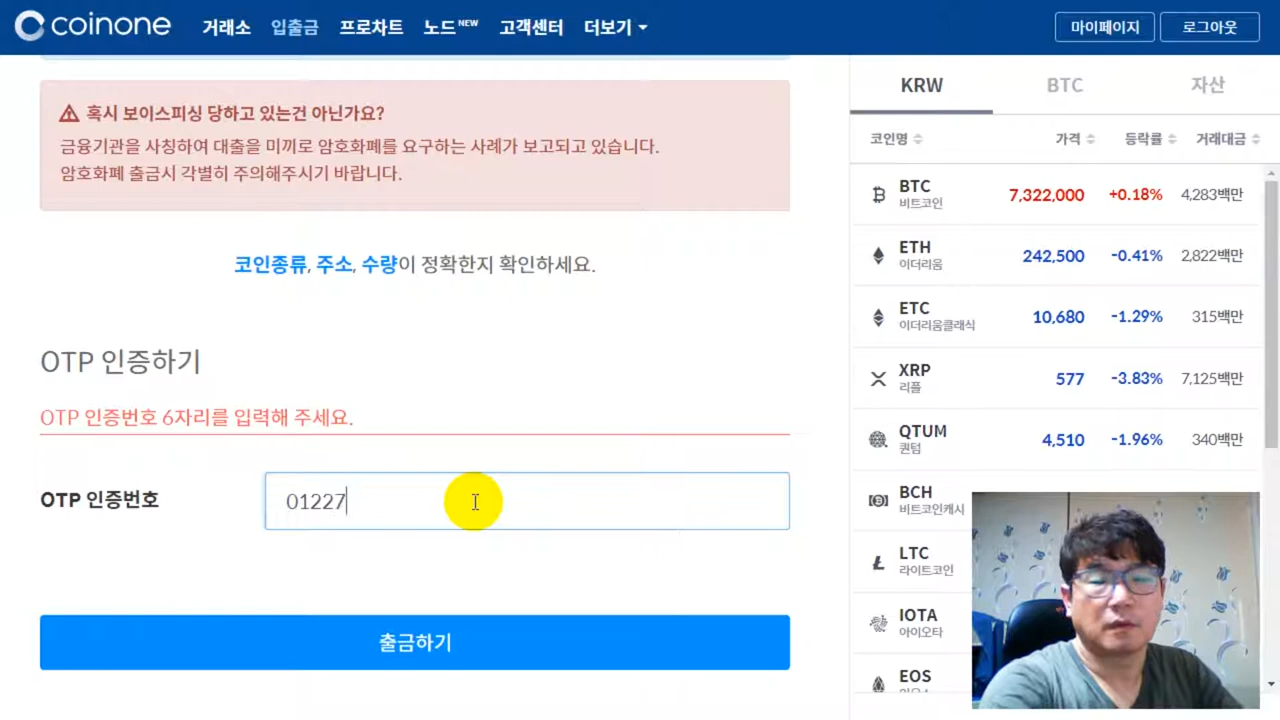 coinone 거래소 입출금 프로차트 노드 NEW 고객센터 더보기 마이페이지 로그아웃
혹시 보이스피싱 당하고 있는건 아닌가요?
금융기관을 사칭하여 대출을 미끼로 암호화폐를 요구하는 사례가 보고되고 있습니다.
암호화폐 출금시 각별히 주의해주시기 바랍니다.
코인종류, 주소, 수량이 정확한지 확인하세요.
OTP 인증하기
OTP 인증번호 6자리를 입력해 주세요.
OTP 인증번호 01227
출금하기
KRW BTC 자산
코인명 가격 등락률 거래대금
BTC 7,322,000 +0.18% 4,283백만
비트코인
ETH 242,500 -0.41% 2,822백만
이더리움
ETC 10,680 -1.29% 315백만
이더리움클래식
XRP 577 -3.83% 7,125백만
리플
QTUM 4,510 -1.96% 340백만
퀀텀
BCH
비트코인캐시
LTC
라이트코인
IOTA
아이오타
EOS